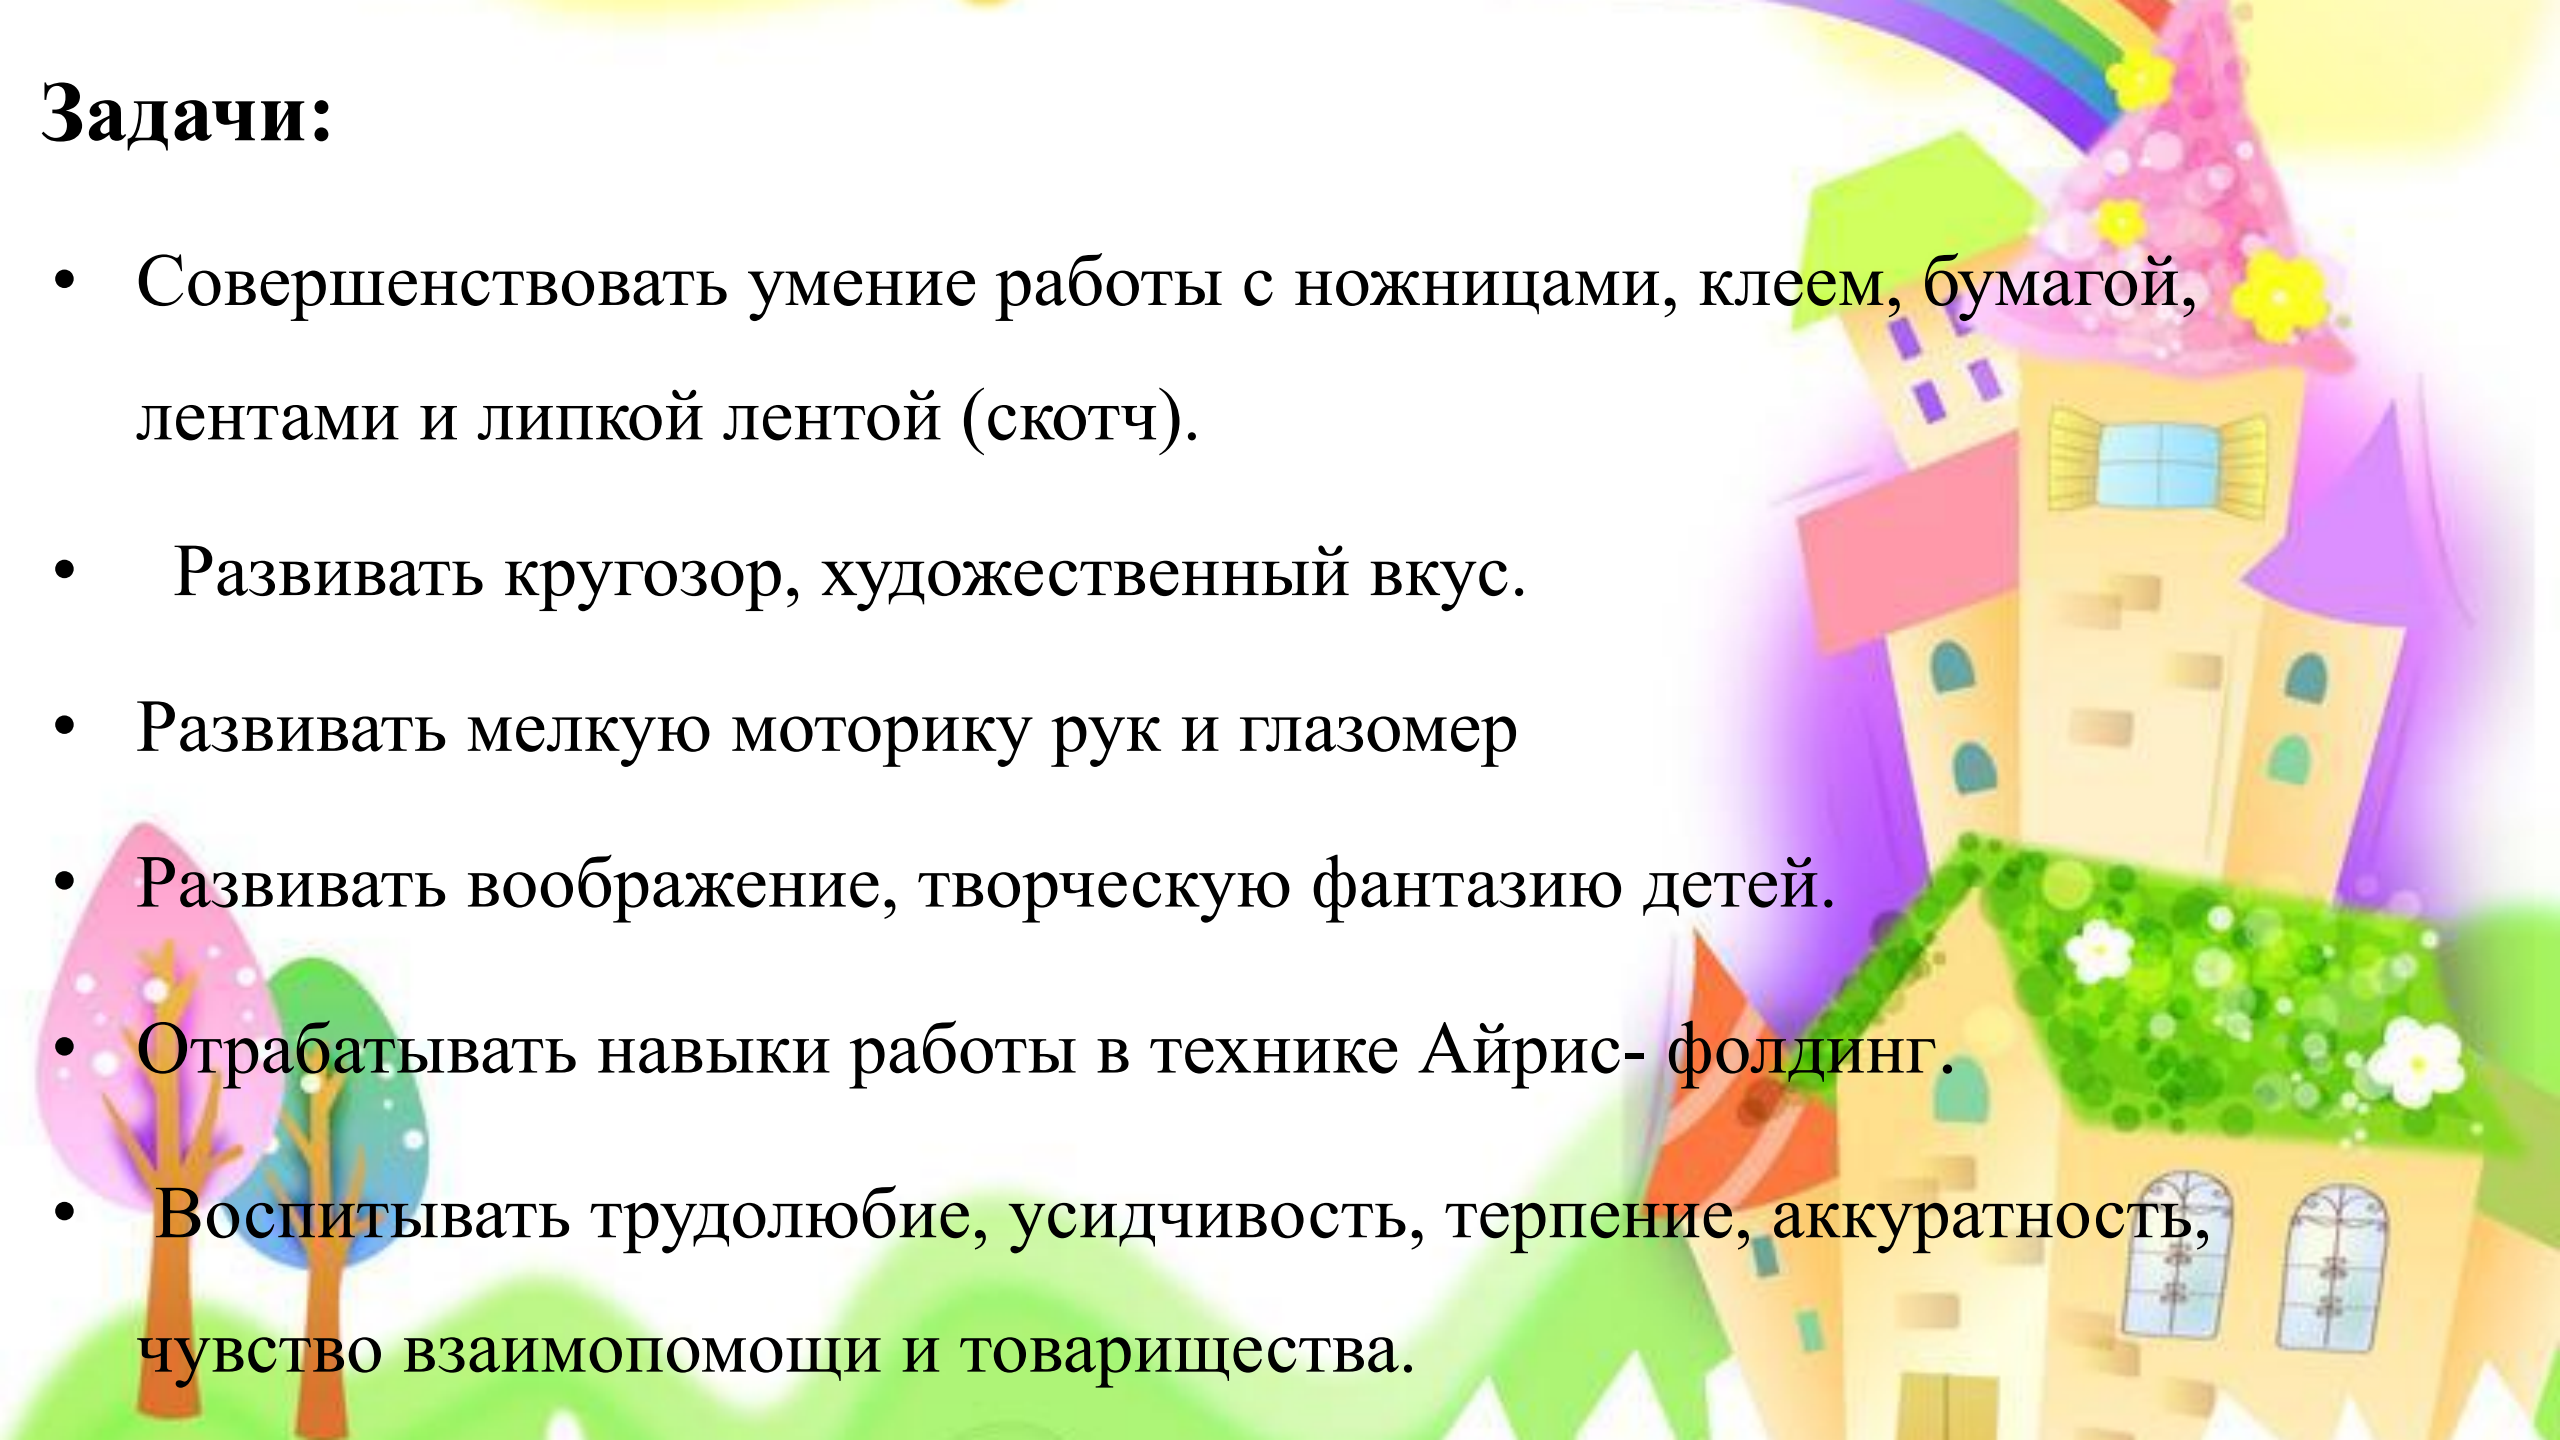 Задачи:
• Совершенствовать умение работы с ножницами, клеем, бумагой,
лентами и липкой лентой (скотч).
• Развивать кругозор, художественный вкус.
• Развивать мелкую моторику рук и глазомер
• Развивать воображение, творческую фантазию детей.
• Отрабатывать навыки работы в технике Айрис- фолдинг.
• Воспитывать трудолюбие, усидчивость, терпение, аккуратность,
чувство взаимопомощи и товарищества.